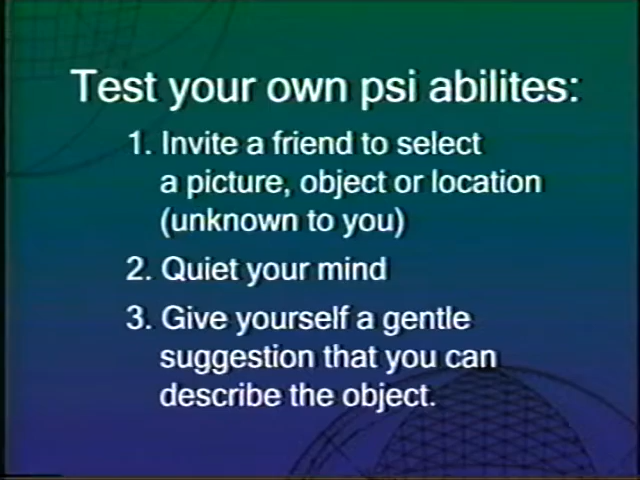 Test your own psi abilites:
1. Invite a friend to select
a picture, object or location
(unknown to you)
2. Quiet your mind
3. Give yourself a gentle
suggestion that you can
describe the object.